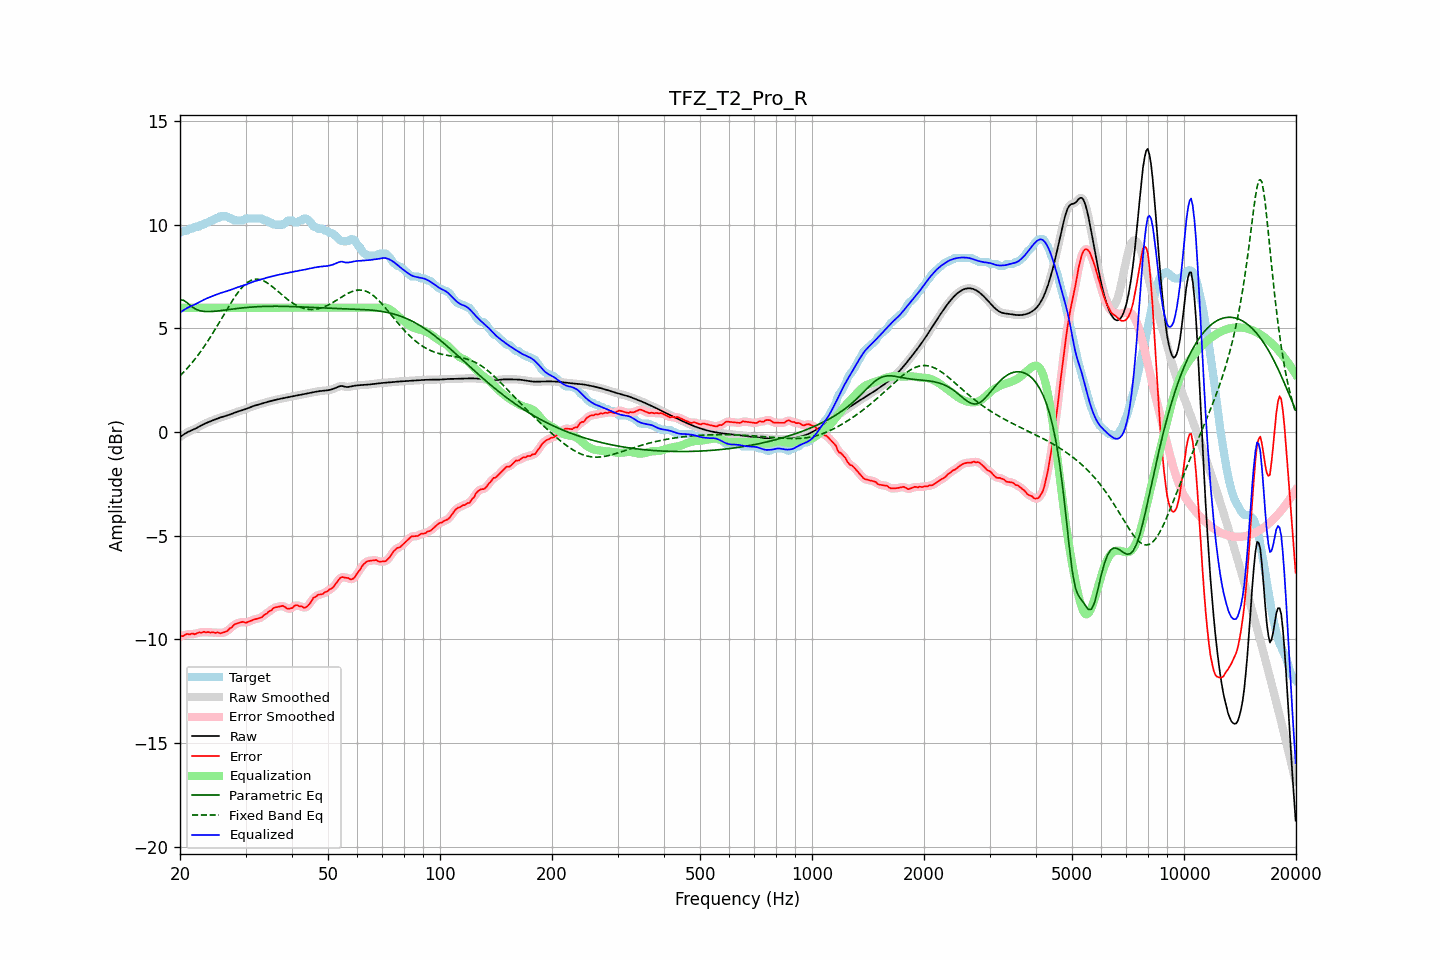 TFZ_T2_Pro_R
15
10
5
0
−5
−10
−15
−20
Amplitude (dBr)
Target
Raw Smoothed
Error Smoothed
Raw
Error
Equalization
Parametric Eq
Fixed Band Eq
Equalized
20 50 100 200 500 1000 2000 5000 10000 20000
Frequency (Hz)